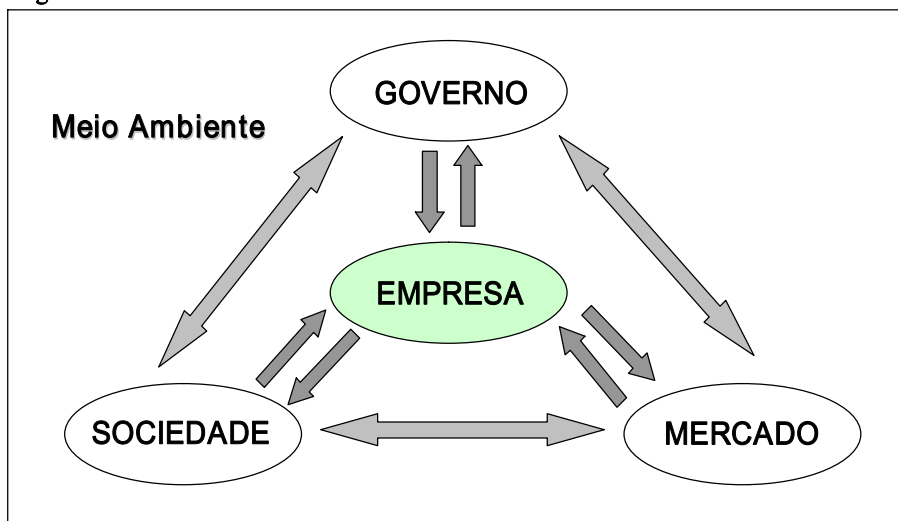 GOVERNO
Meio Ambiente
EMPRESA
SOCIEDADE
MERCADO